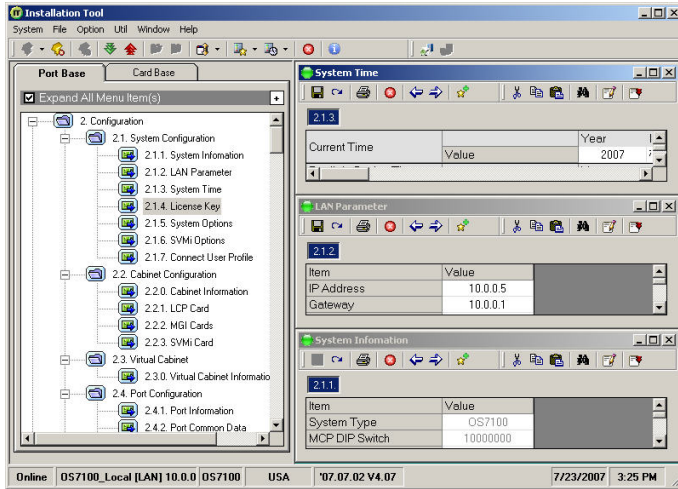 Installation Tool
System File Option Util Window Help
Port Base Card Base
Expand All Menu Item(s)
2. Configuration
2.1. System Configuration
2.1.1. System Infomation
2.1.2. LAN Parameter
2.1.3. System Time
2.1.4. License Key
2.1.5. System Options
2.1.6. SVMi Options
2.1.7. Connect User Profile
2.2. Cabinet Configuration
2.2.0. Cabinet Information
2.2.1. LCP Card
2.2.2. MGI Cards
2.2.3. SVMi Card
2.3. Virtual Cabinet
2.3.0. Virtual Cabinet Informatio
2.4. Port Configuration
2.4.1. Port Information
2.4.2. Port Common Data
System Time
2.1.3.
Year
Current Time Value 2007
LAN Parameter
2.1.2.
Item Value
IP Address 10.0.0.5
Gateway 10.0.0.1
System Infomation
2.1.1.
Item Value
System Type OS7100
MCP DIP Switch 10000000
Online OS7100_Local [LAN] 10.0.0 OS7100 USA '07.07.02 V4.07 7/23/2007 3:25 PM